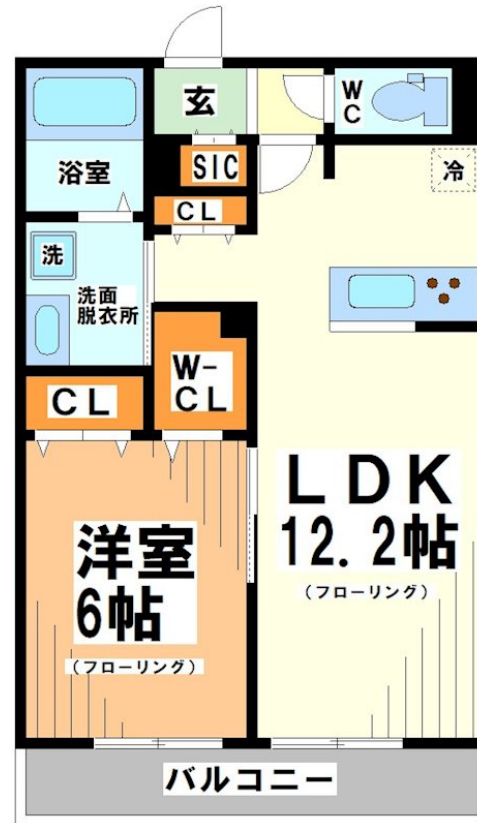 玄
WC
浴室
SIC
冷
CL
洗
洗面
脱衣所
W-
CL
CL
LDK
12.2帖
(フローリング)
洋室
6帖
(フローリング)
バルコニー